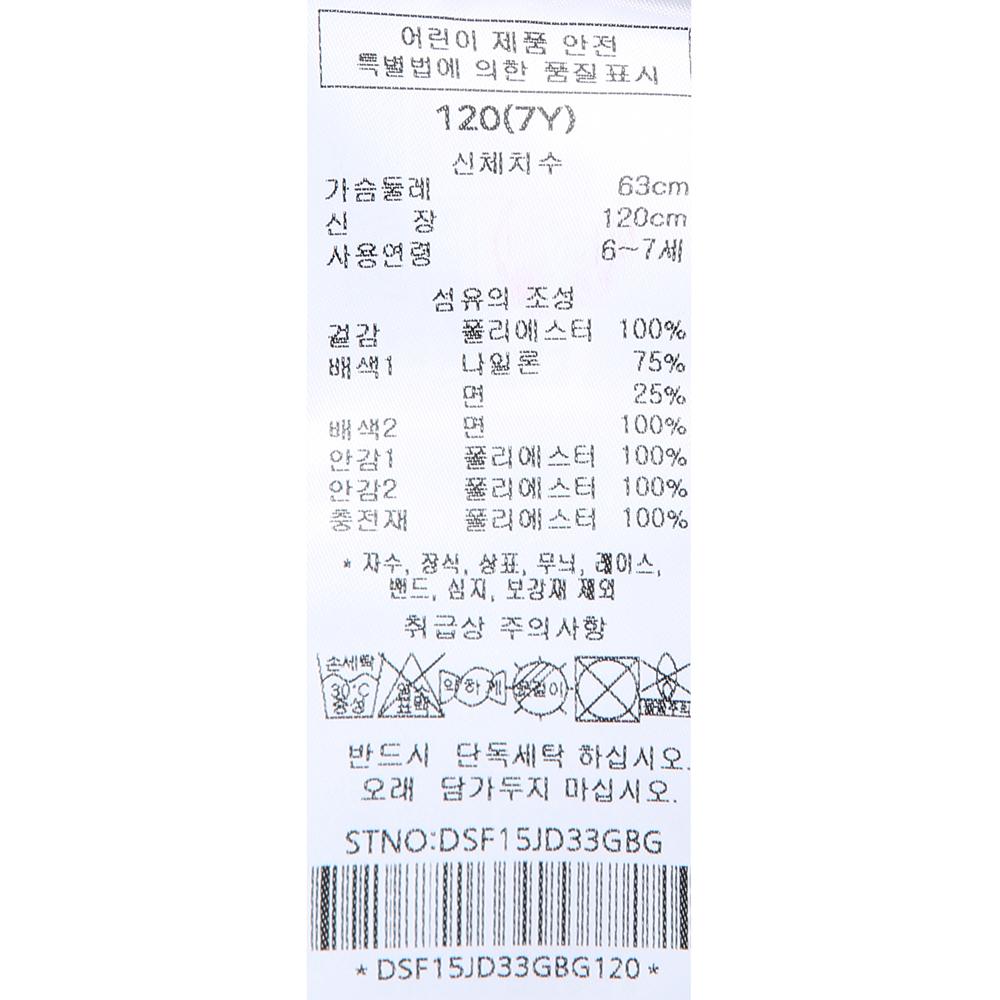 어린이 제품 안전
특별법에 의한 품질표시
120(7Y)
신체치수
가슴둘레 63cm
신 장 120cm
사용연령 6~7세
섬유의 조성
겉감 폴리에스터 100%
배색1 나일론 75%
면 25%
배색2 면 100%
안감1 폴리에스터 100%
안감2 폴리에스터 100%
충전재 폴리에스터 100%
* 자수, 장식, 상표, 무늬, 레이스,
밴드, 심지, 보강재 제외
취급상 주의사항
손세탁
30°C
중성
염소
표백
약하게
옷걸이
반드시 단독세탁 하십시오.
오래 담가두지 마십시오.
STNO:DSF15JD33GBG
*DSF15JD33GBG120*